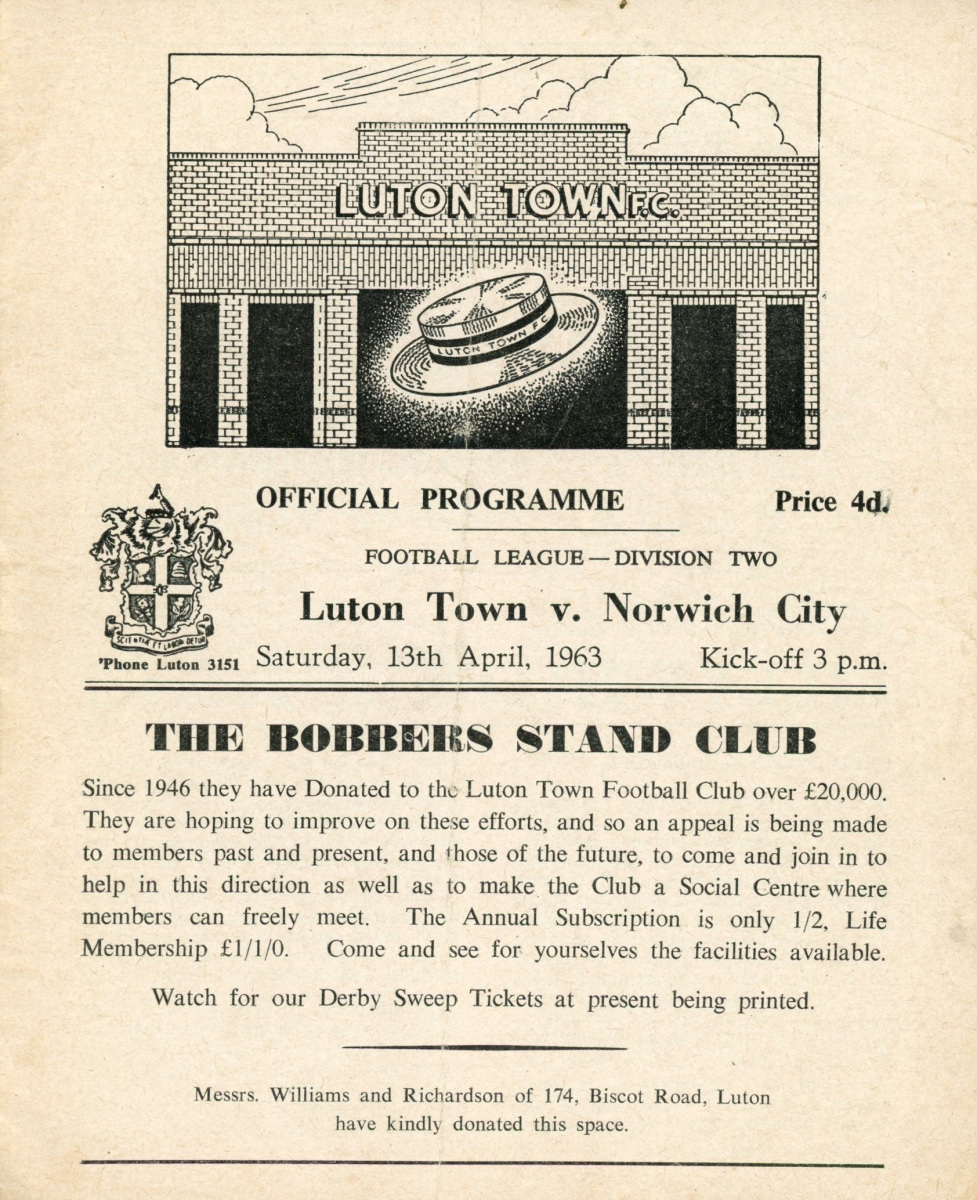 LUTON TOWN F.C.
LUTON TOWN F C
OFFICIAL PROGRAMME
Price 4d.
FOOTBALL LEAGUE — DIVISION TWO
Luton Town v. Norwich City
SCIENTIÆ ET LABORI DETUR
'Phone Luton 3151
Saturday, 13th April, 1963
Kick-off 3 p.m.
THE BOBBERS STAND CLUB
Since 1946 they have Donated to the Luton Town Football Club over £20,000.
They are hoping to improve on these efforts, and so an appeal is being made
to members past and present, and those of the future, to come and join in to
help in this direction as well as to make the Club a Social Centre where
members can freely meet. The Annual Subscription is only 1/2, Life
Membership £1/1/0. Come and see for yourselves the facilities available.
Watch for our Derby Sweep Tickets at present being printed.
Messrs. Williams and Richardson of 174, Biscot Road, Luton
have kindly donated this space.